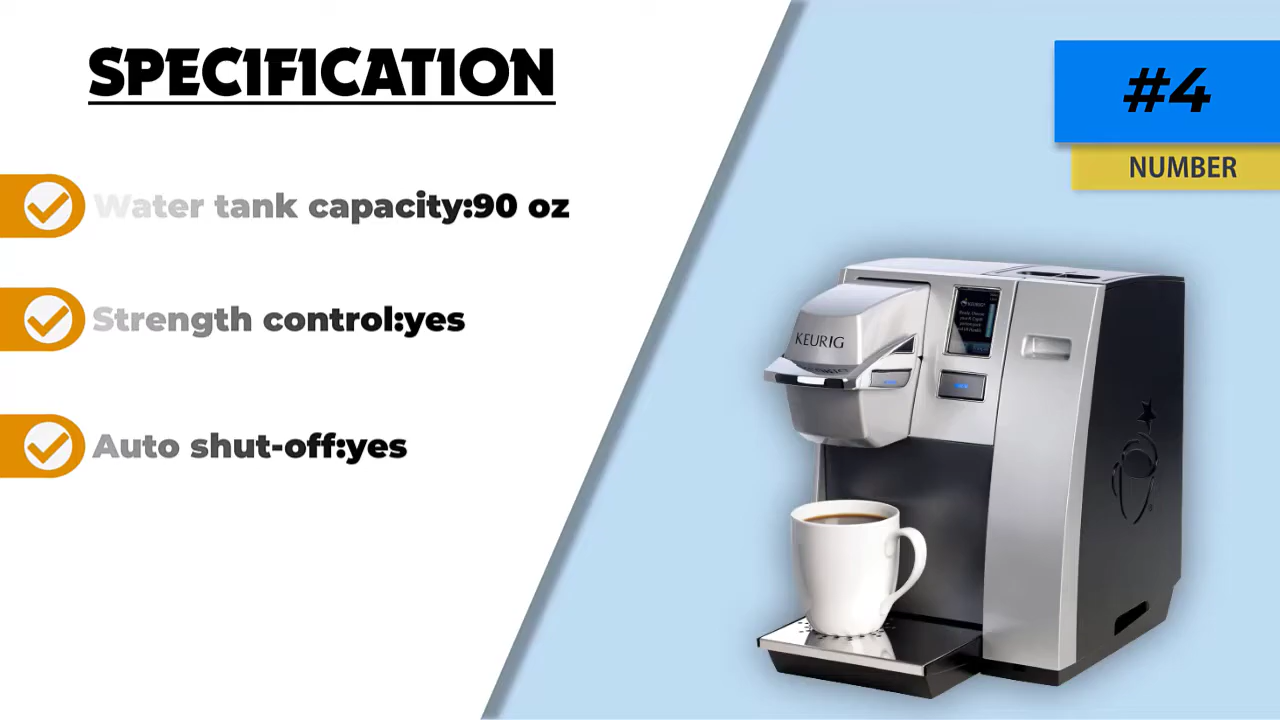 SPECIFICATION
#4
NUMBER
Water tank capacity:90 oz
Strength control:yes
Auto shut-off:yes
KEURIG